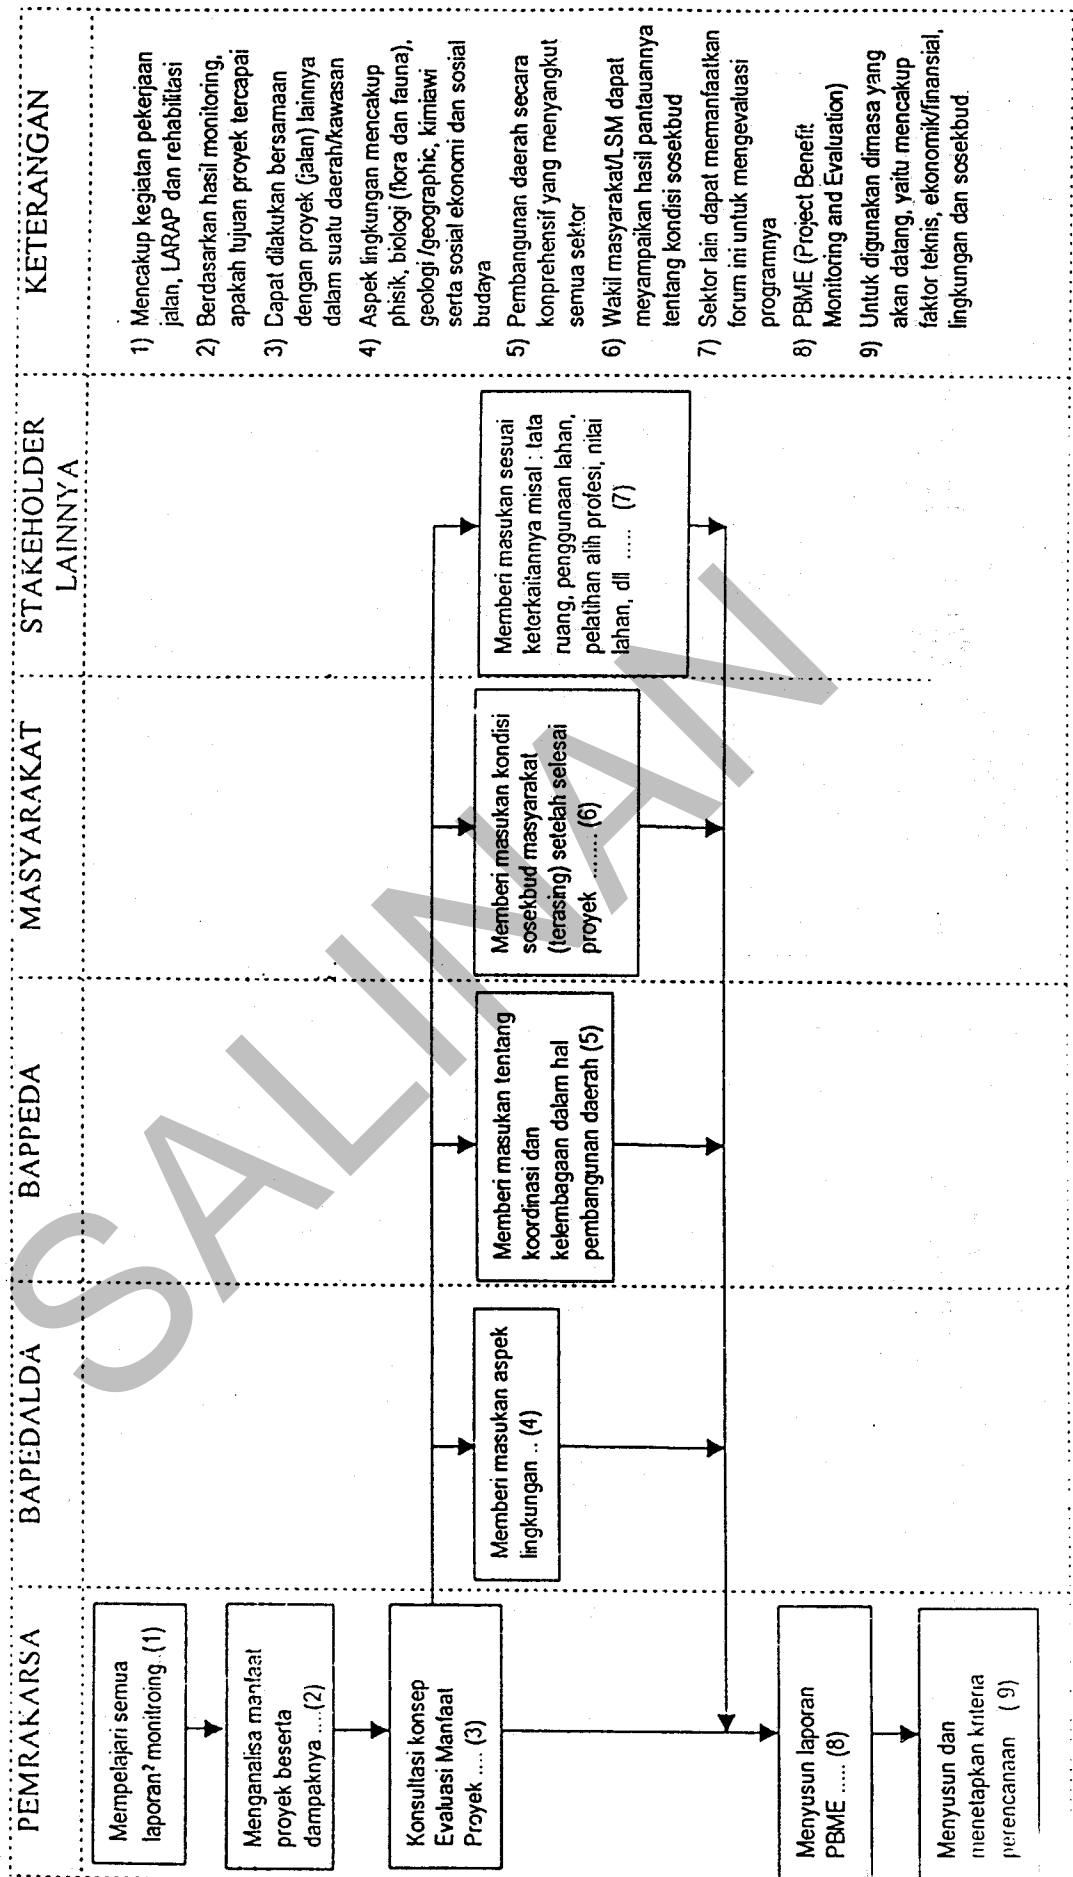 PEMRAKARSA
BAPEDALDA
BAPPEDA
MASYARAKAT
STAKEHOLDER
LAINNYA
KETERANGAN
Mempelajari semua
laporan² monitroing..(1)
Menganalisa manfaat
proyek beserta
dampaknya ....(2)
Konsultasi konsep
Evaluasi Manfaat
Proyek .... (3)
Memberi masukan aspek
lingkungan .. (4)
Memberi masukan tentang
koordinasi dan
kelembagaan dalam hal
pembangunan daerah (5)
Memberi masukan kondisi
sosekbud masyarakat
(terasing) setelah selesai
proyek ........ (6)
Memberi masukan sesuai
keterkaitannya misal : tata
ruang, penggunaan lahan,
pelatihan alih profesi, nilai
lahan, dll ..... (7)
Menyusun laporan
PBME ..... (8)
Menyusun dan
menetapkan kriteria
perencanaan ( 9)
1) Mencakup kegiatan pekerjaan
jalan, LARAP dan rehabilitasi
2) Berdasarkan hasil monitoring,
apakah tujuan proyek tercapai
3) Dapat dilakukan bersamaan
dengan proyek (jalan) lainnya
dalam suatu daerah/kawasan
4) Aspek lingkungan mencakup
phisik, biologi (flora dan fauna),
geologi /geographic, kimiawi
serta sosial ekonomi dan sosial
budaya
5) Pembangunan daerah secara
konprehensif yang menyangkut
semua sektor
6) Wakil masyarakat/LSM dapat
meyampaikan hasil pantauannya
tentang kondisi sosekbud
7) Sektor lain dapat memanfaatkan
forum ini untuk mengevaluasi
programnya
8) PBME (Project Benefit
Monitoring and Evaluation)
9) Untuk digunakan dimasa yang
akan datang, yaitu mencakup
faktor teknis, ekonomik/finansial,
lingkungan dan sosekbud
SALINAN